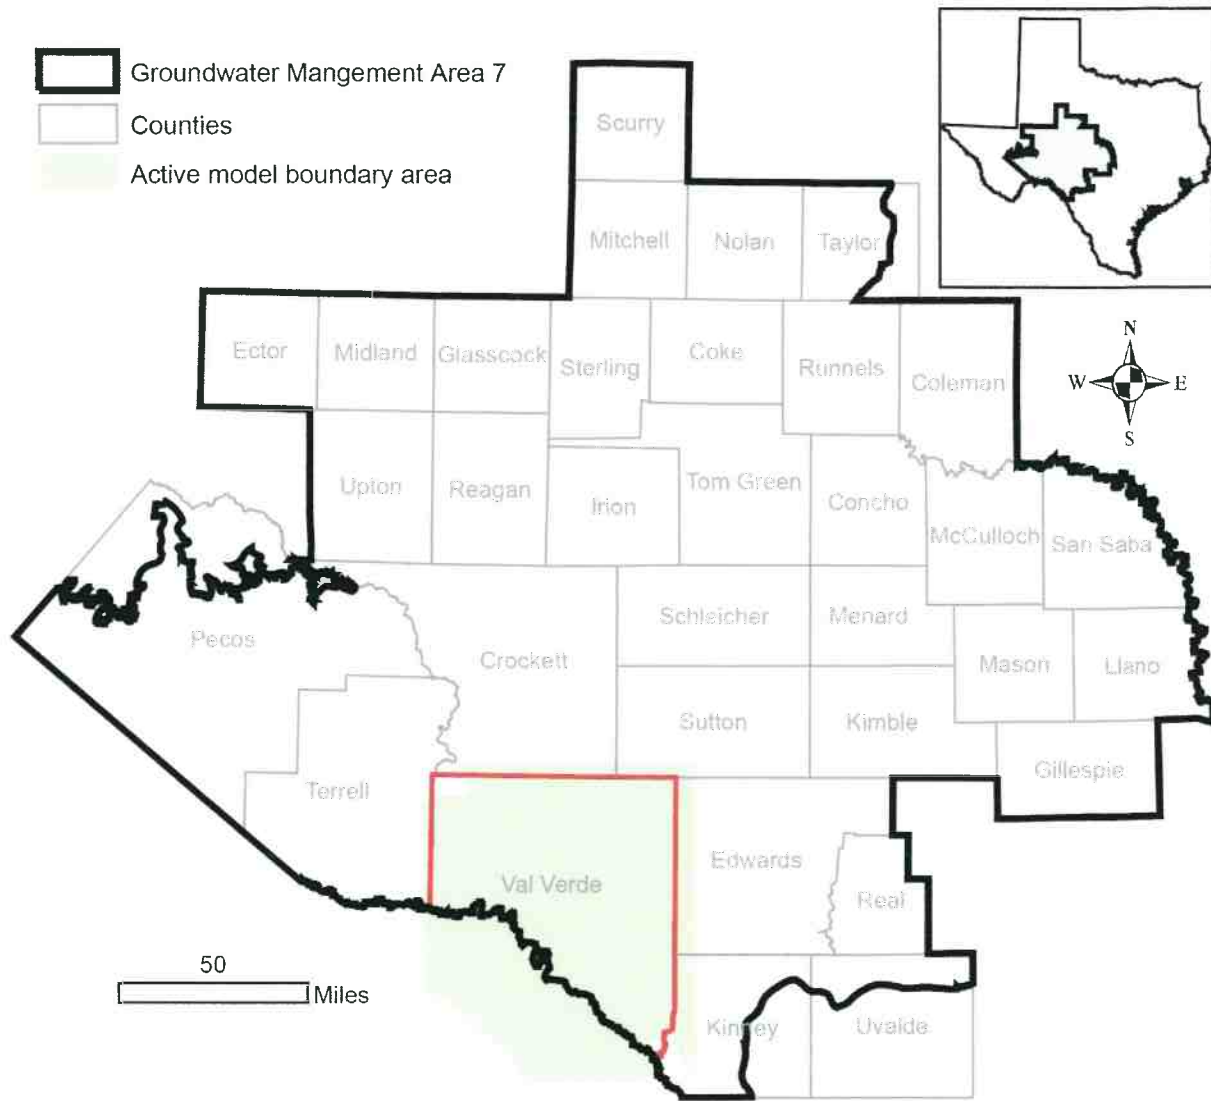 Groundwater Mangement Area 7
Counties
Active model boundary area
Scurry
Mitchell
Nolan
Taylor
Ector
Midland
Glasscock
Sterling
Coke
Runnels
Coleman
N
W
E
S
Upton
Reagan
Irion
Tom Green
Concho
McCulloch
San Saba
Pecos
Crockett
Schleicher
Menard
Mason
Llano
Sutton
Kimble
Gillespie
Terrell
Val Verde
Edwards
Real
50
Miles
Kinney
Uvalde